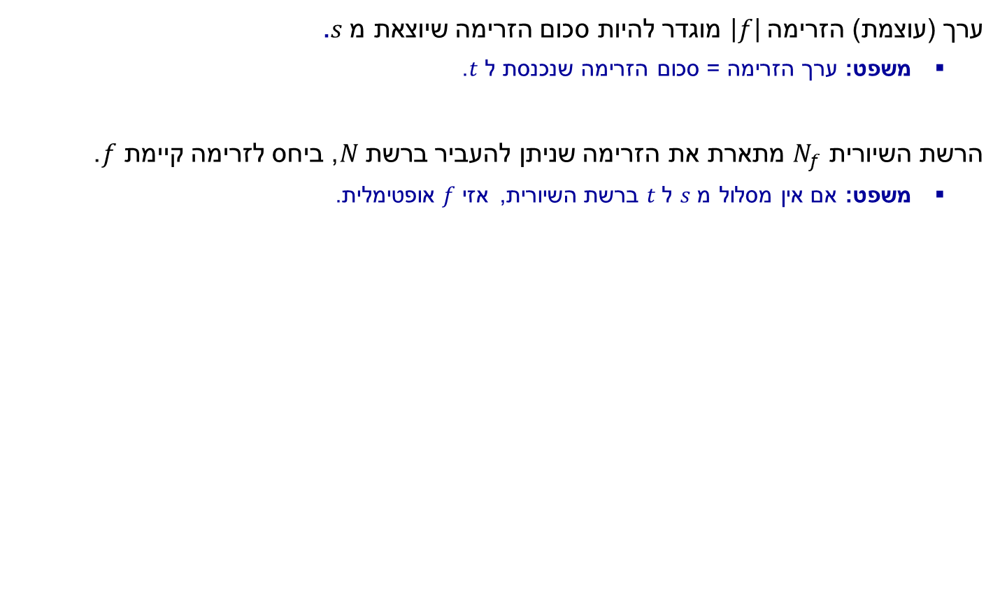 ערך (עוצמת) הזרימה |f| מוגדר להיות סכום הזרימה שיוצאת מ s.
▪ משפט: ערך הזרימה = סכום הזרימה שנכנסת ל t.
הרשת השיורית N_f מתארת את הזרימה שניתן להעביר ברשת N, ביחס לזרימה קיימת f.
▪ משפט: אם אין מסלול מ s ל t ברשת השיורית, אזי f אופטימלית.